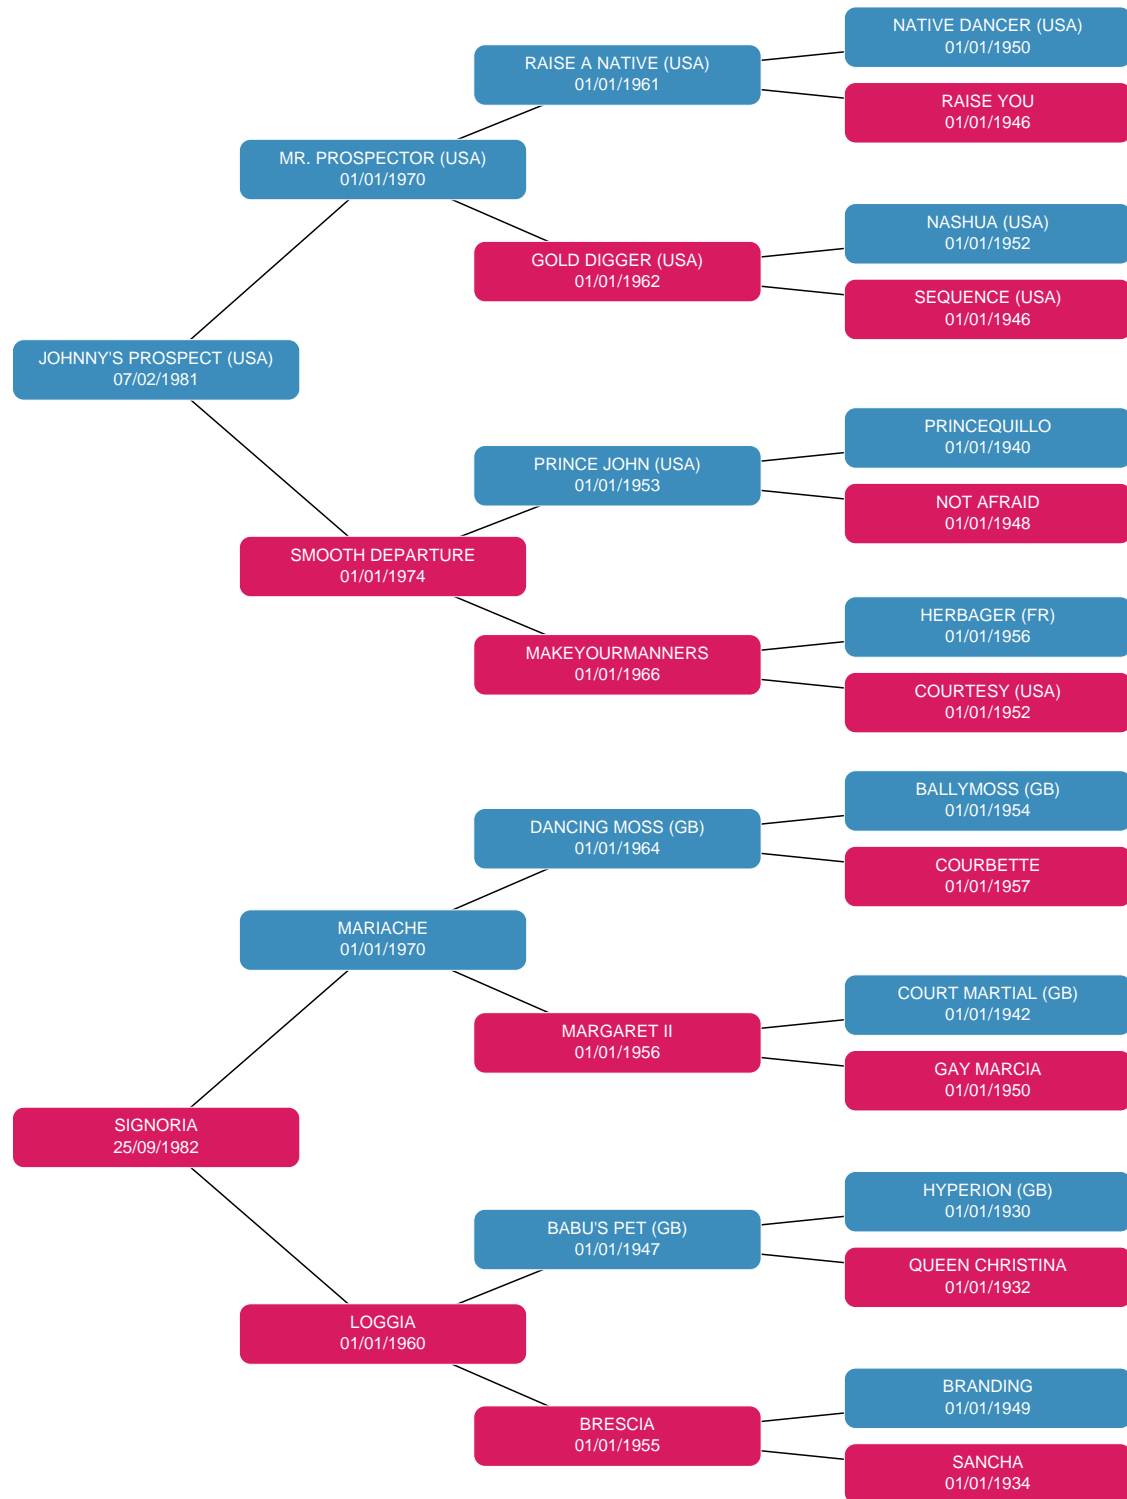 NATIVE DANCER (USA)
01/01/1950
RAISE A NATIVE (USA)
01/01/1961
RAISE YOU
01/01/1946
MR. PROSPECTOR (USA)
01/01/1970
NASHUA (USA)
01/01/1952
GOLD DIGGER (USA)
01/01/1962
SEQUENCE (USA)
01/01/1946
JOHNNY'S PROSPECT (USA)
07/02/1981
PRINCEQUILLO
01/01/1940
PRINCE JOHN (USA)
01/01/1953
NOT AFRAID
01/01/1948
SMOOTH DEPARTURE
01/01/1974
HERBAGER (FR)
01/01/1956
MAKEYOURMANNERS
01/01/1966
COURTESY (USA)
01/01/1952
BALLYMOSS (GB)
01/01/1954
DANCING MOSS (GB)
01/01/1964
COURBETTE
01/01/1957
MARIACHE
01/01/1970
COURT MARTIAL (GB)
01/01/1942
MARGARET II
01/01/1956
GAY MARCIA
01/01/1950
SIGNORIA
25/09/1982
HYPERION (GB)
01/01/1930
BABU'S PET (GB)
01/01/1947
QUEEN CHRISTINA
01/01/1932
LOGGIA
01/01/1960
BRANDING
01/01/1949
BRESCIA
01/01/1955
SANCHA
01/01/1934